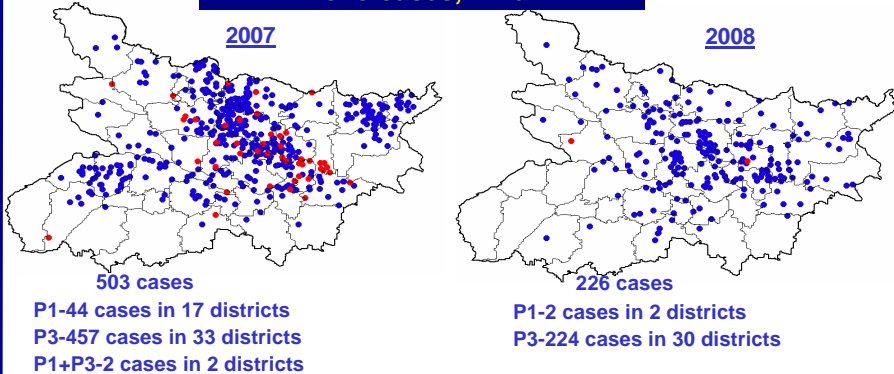 2007
2008
503 cases
P1-44 cases in 17 districts
P3-457 cases in 33 districts
P1+P3-2 cases in 2 districts
226 cases
P1-2 cases in 2 districts
P3-224 cases in 30 districts